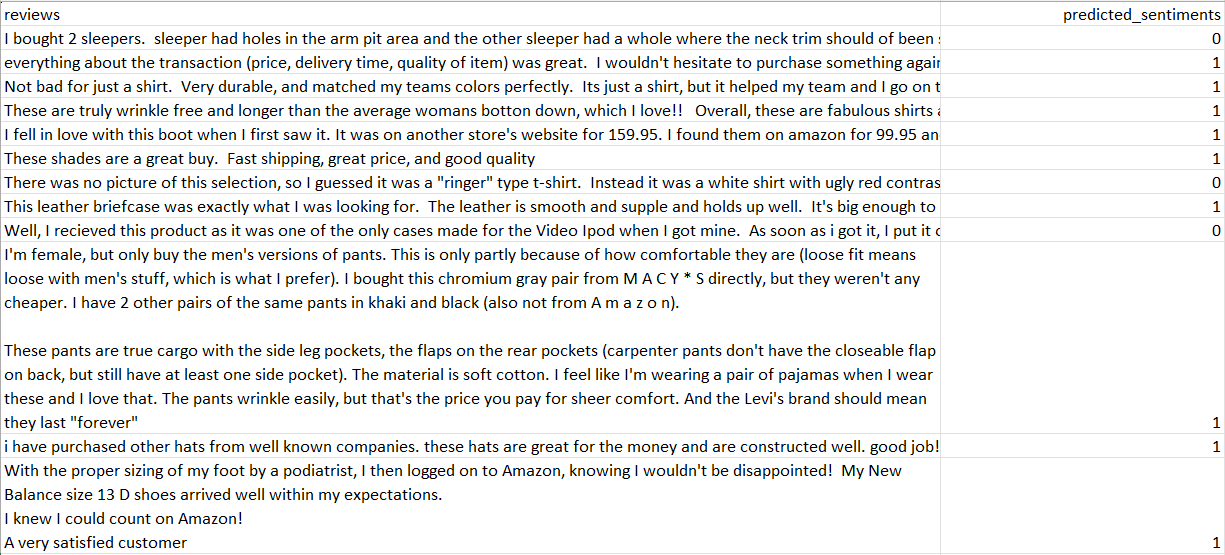 reviews predicted_sentiments
I bought 2 sleepers.  sleeper had holes in the arm pit area and the other sleeper had a whole where the neck trim should of been 0
everything about the transaction (price, delivery time, quality of item) was great.  I wouldn't hesitate to purchase something again 1
Not bad for just a shirt.  Very durable, and matched my teams colors perfectly.  Its just a shirt, but it helped my team and I go on 1
These are truly wrinkle free and longer than the average womans botton down, which I love!!   Overall, these are fabulous shirts 1
I fell in love with this boot when I first saw it. It was on another store's website for 159.95. I found them on amazon for 99.95 an 1
These shades are a great buy.  Fast shipping, great price, and good quality 1
There was no picture of this selection, so I guessed it was a "ringer" type t-shirt.  Instead it was a white shirt with ugly red contras 0
This leather briefcase was exactly what I was looking for.  The leather is smooth and supple and holds up well.  It's big enough to 1
Well, I recieved this product as it was one of the only cases made for the Video Ipod when I got mine.  As soon as i got it, I put it 0
I'm female, but only buy the men's versions of pants. This is only partly because of how comfortable they are (loose fit means
loose with men's stuff, which is what I prefer). I bought this chromium gray pair from M A C Y * S directly, but they weren't any
cheaper. I have 2 other pairs of the same pants in khaki and black (also not from A m a z o n).
These pants are true cargo with the side leg pockets, the flaps on the rear pockets (carpenter pants don't have the closeable flap
on back, but still have at least one side pocket). The material is soft cotton. I feel like I'm wearing a pair of pajamas when I wear
these and I love that. The pants wrinkle easily, but that's the price you pay for sheer comfort. And the Levi's brand should mean
they last "forever" 1
i have purchased other hats from well known companies. these hats are great for the money and are constructed well. good job! 1
With the proper sizing of my foot by a podiatrist, I then logged on to Amazon, knowing I wouldn't be disappointed!  My New
Balance size 13 D shoes arrived well within my expectations.
I knew I could count on Amazon!
A very satisfied customer 1